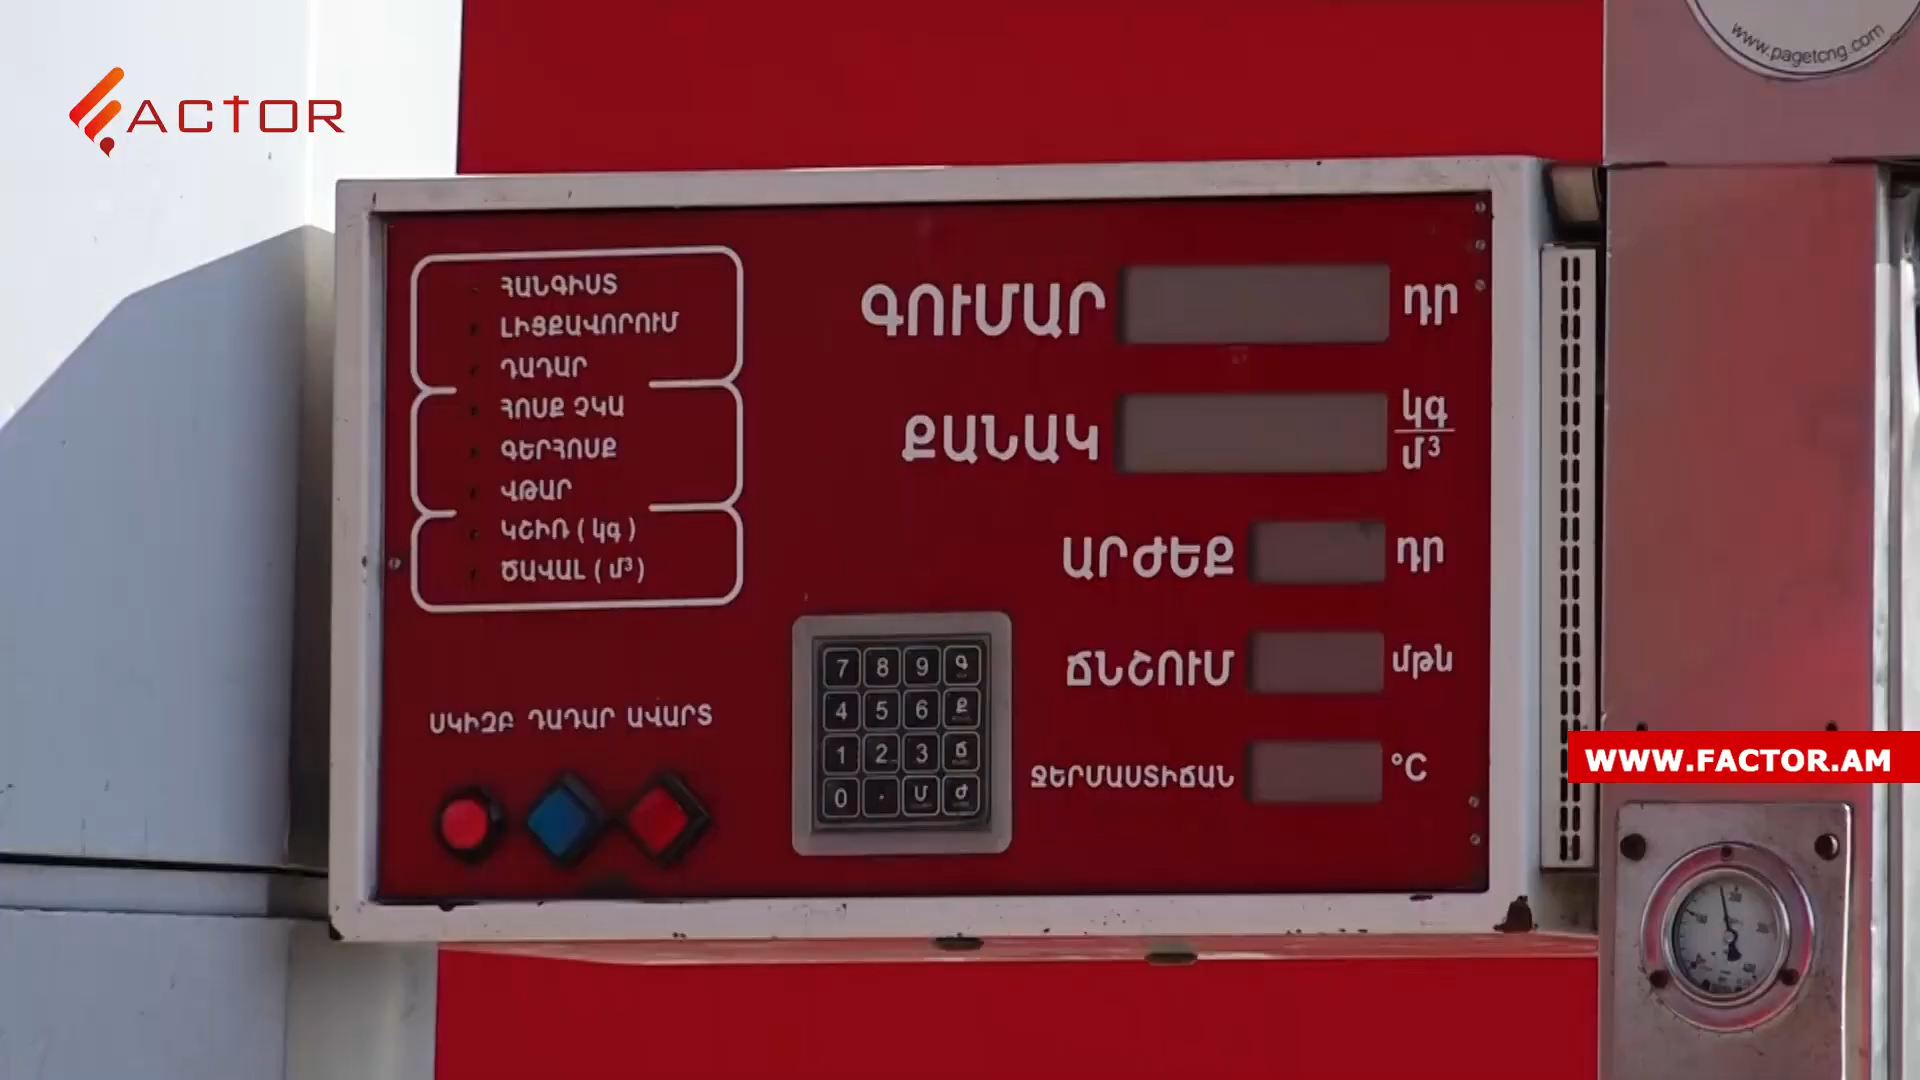 FACTOR
www.pagetcng.com
ՀԱՆԳԻՍՏ
ԼԻՑՔԱՎՈՐՈՒՄ
ԴԱԴԱՐ
ՀՈՍՔ ՉԿԱ
ԳԵՐՀՈՍՔ
ՎԹԱՐ
ԿՇԻՌ (կգ)
ԾԱՎԱԼ (մ³)
ԳՈՒՄԱՐ դր
ՔԱՆԱԿ կգ/մ³
ԱՐԺԵՔ դր
ՃՆՇՈՒՄ մթն
ՋԵՐՄԱՍՏԻՃԱՆ °C
ՍԿԻԶԲ ԴԱԴԱՐ ԱՎԱՐՏ
7 8 9 Գ
4 5 6 Ք
1 2 3 Ճ
0 . Մ Ժ
WWW.FACTOR.AM